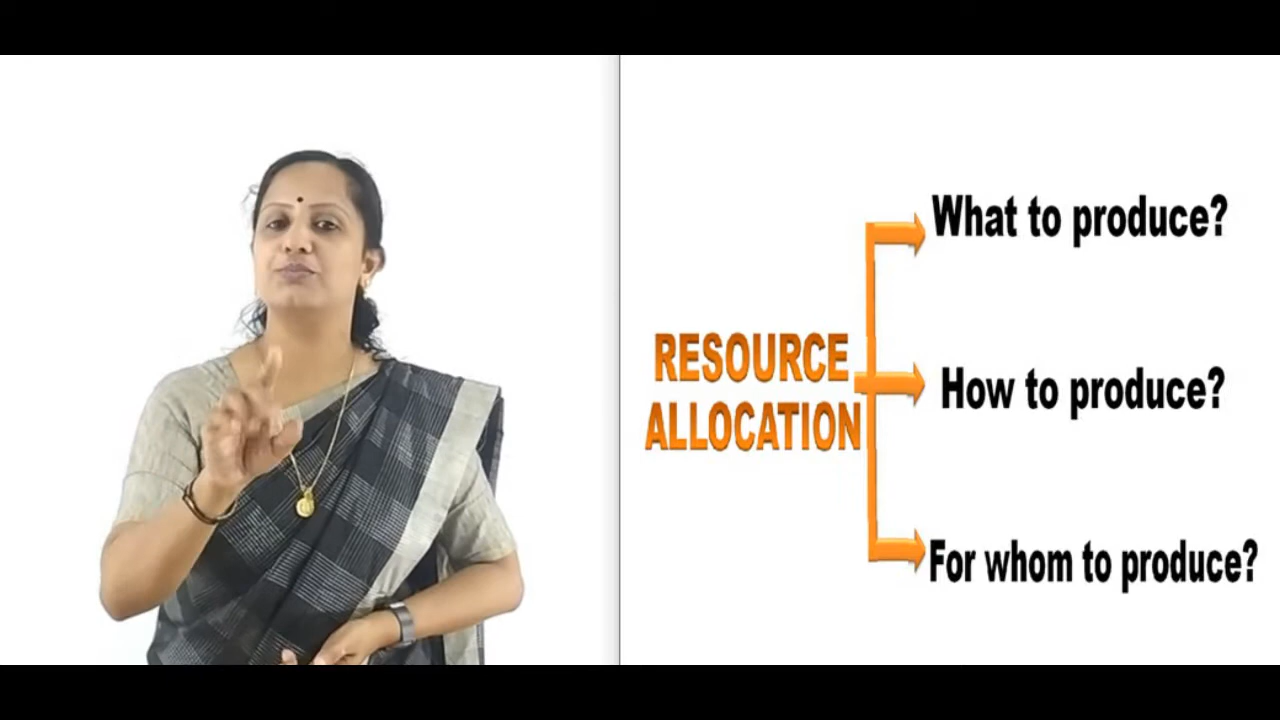 What to produce?
RESOURCE
ALLOCATION
How to produce?
For whom to produce?